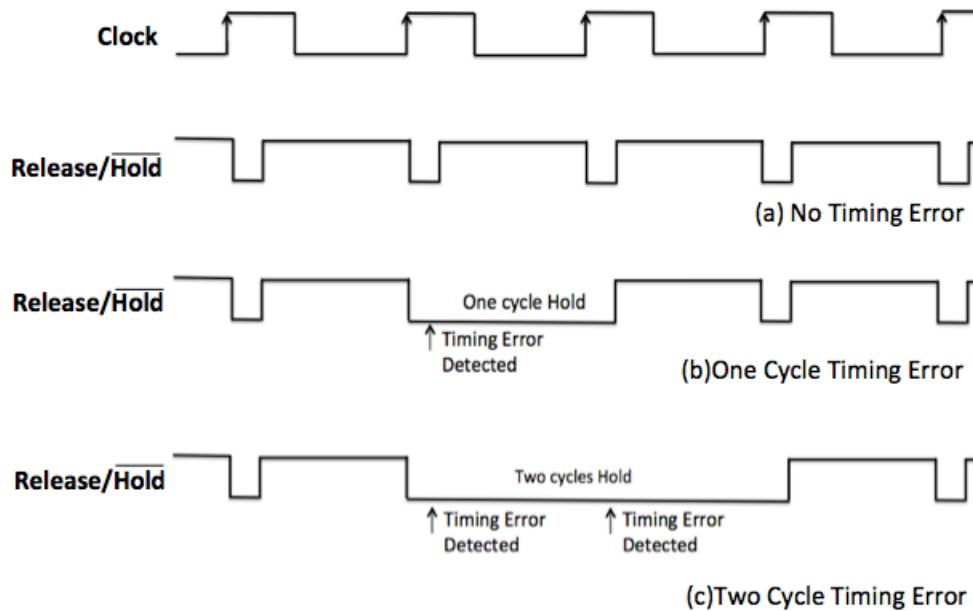 Clock
Release/Hold
(a) No Timing Error
Release/Hold
One cycle Hold
Timing Error
Detected
(b)One Cycle Timing Error
Release/Hold
Two cycles Hold
Timing Error
Detected
Timing Error
Detected
(c)Two Cycle Timing Error